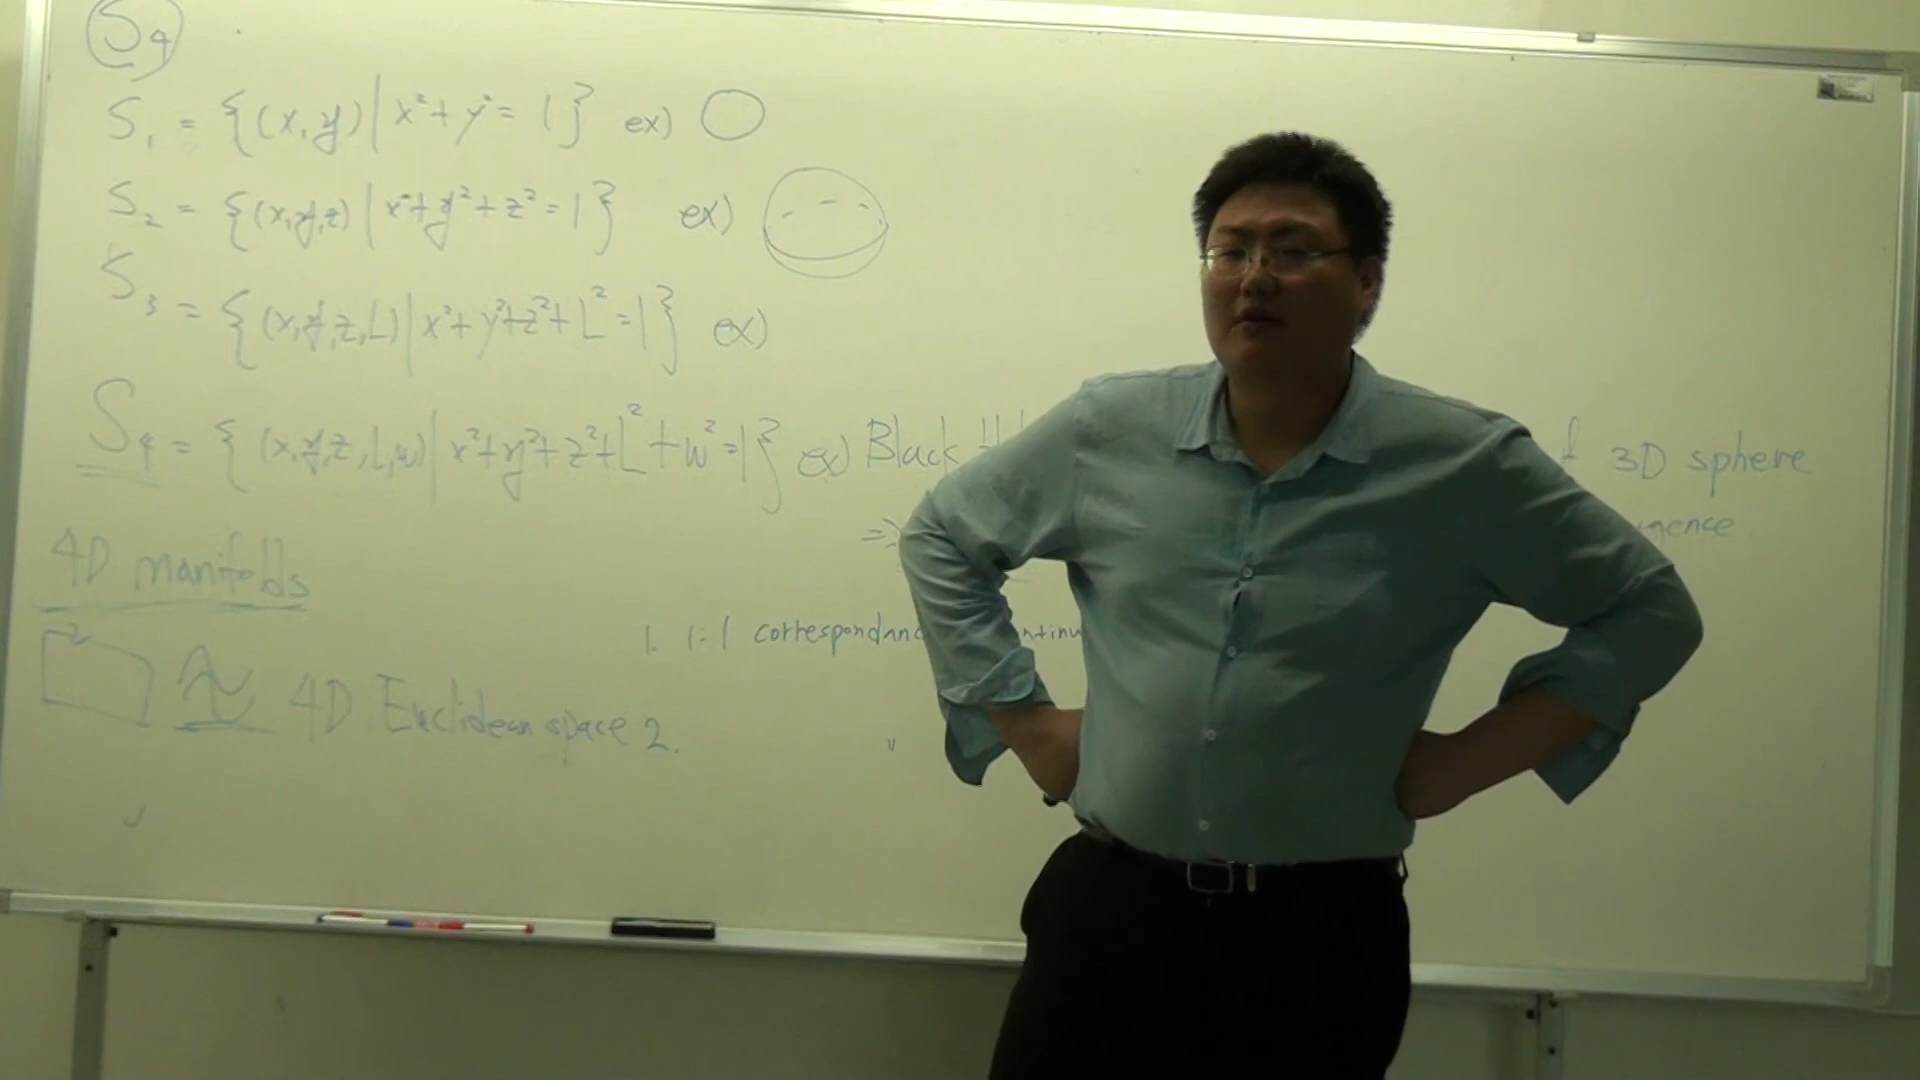 S4
S1 = {(x, y) | x² + y² = 1} ex)
S2 = {(x,y,z) | x² + y² + z² = 1} ex)
S3 = {(x,y,z,L) | x² + y² + z² + L² = 1} ex)
S4 = {(x,y,z,L,w) | x² + y² + z² + L² + w² = 1} ex) Black 3D sphere
=>
4D manifolds
1. 1:1
≈ 4D Euclidean space 2. "